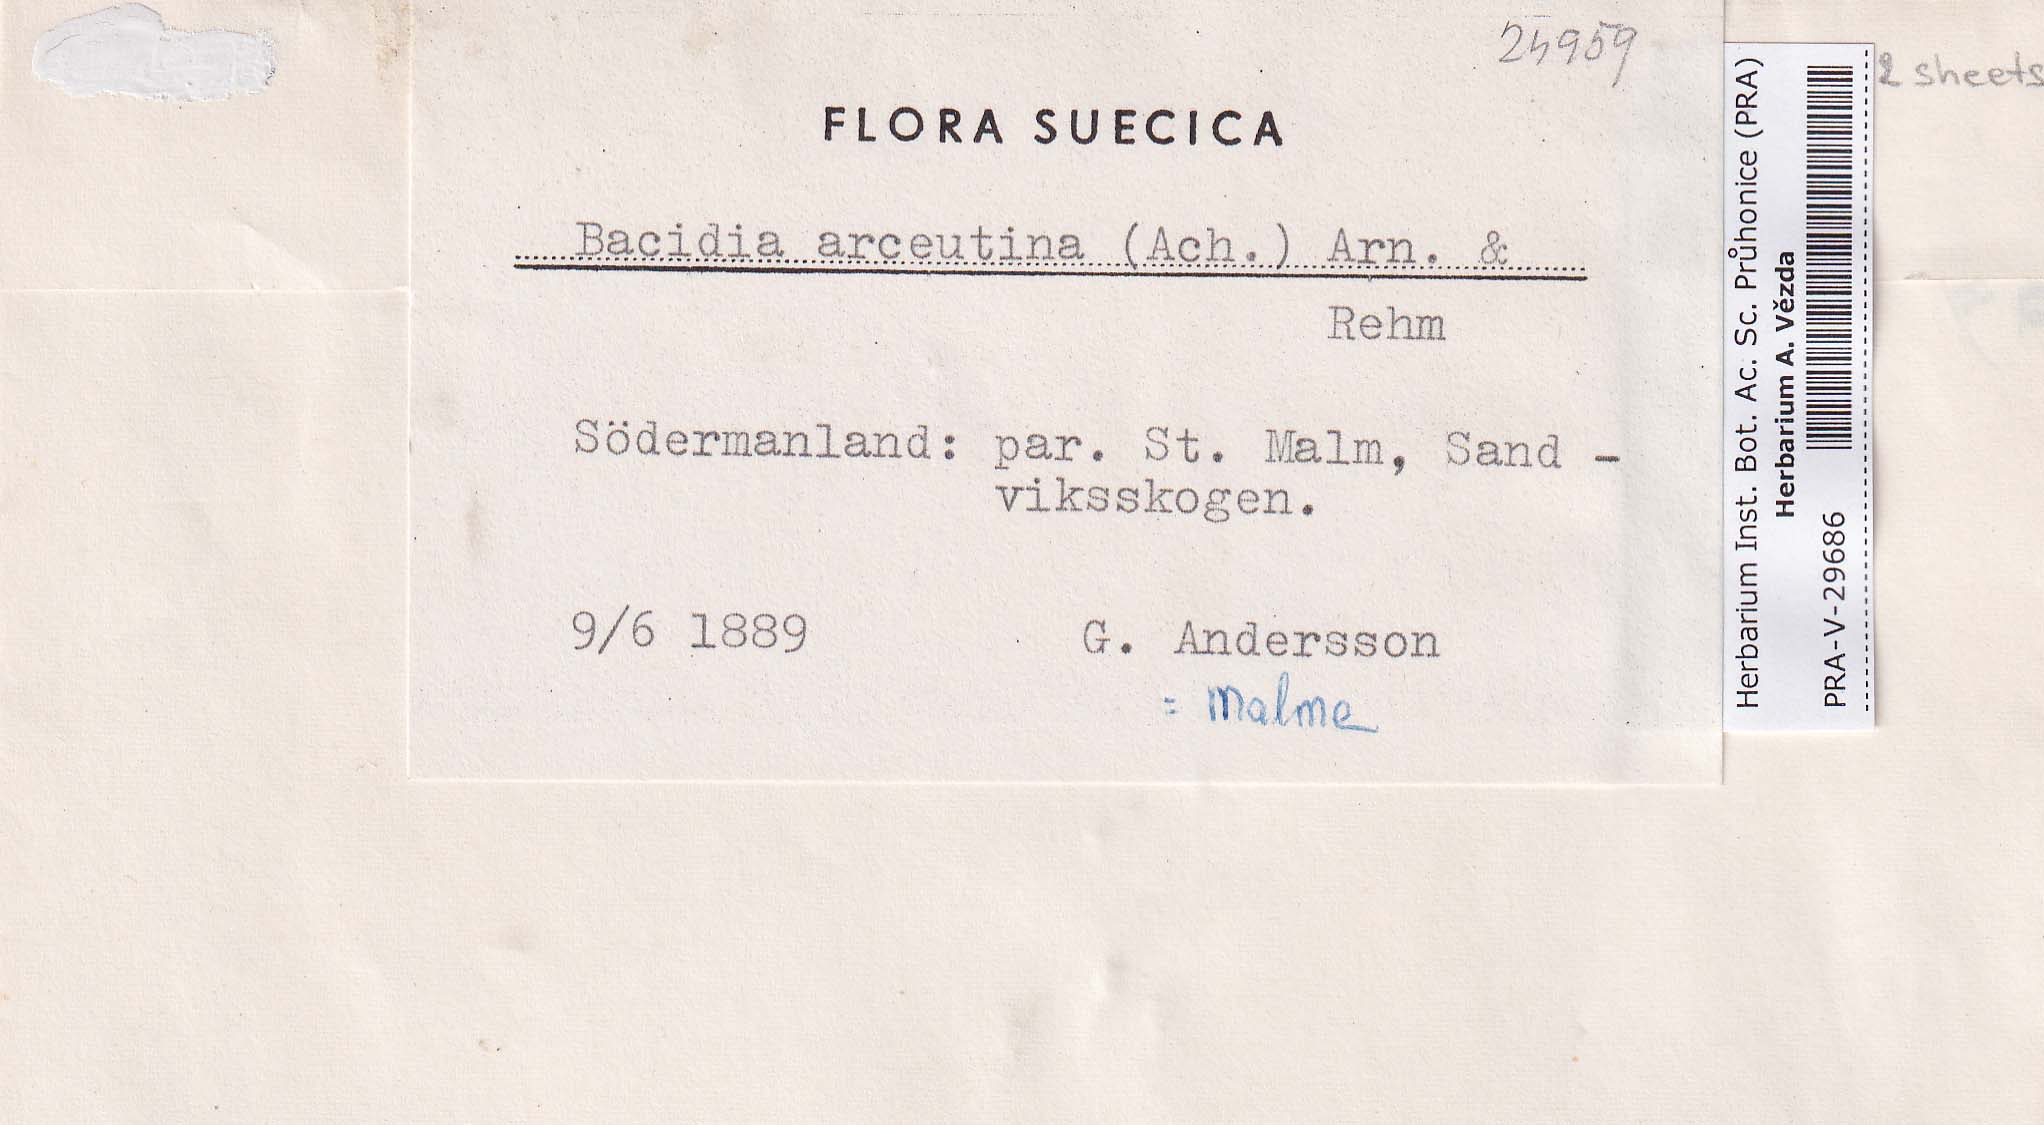 24959
2 sheets
FLORA SUECICA
Bacidia arceutina (Ach.) Arn. &
Rehm
Södermanland: par. St. Malm, Sand -
viksskogen.
9/6 1889 G. Andersson
= Malme
Herbarium Inst. Bot. Ac. Sc. Průhonice (PRA)
Herbarium A. Vězda
PRA-V-29686